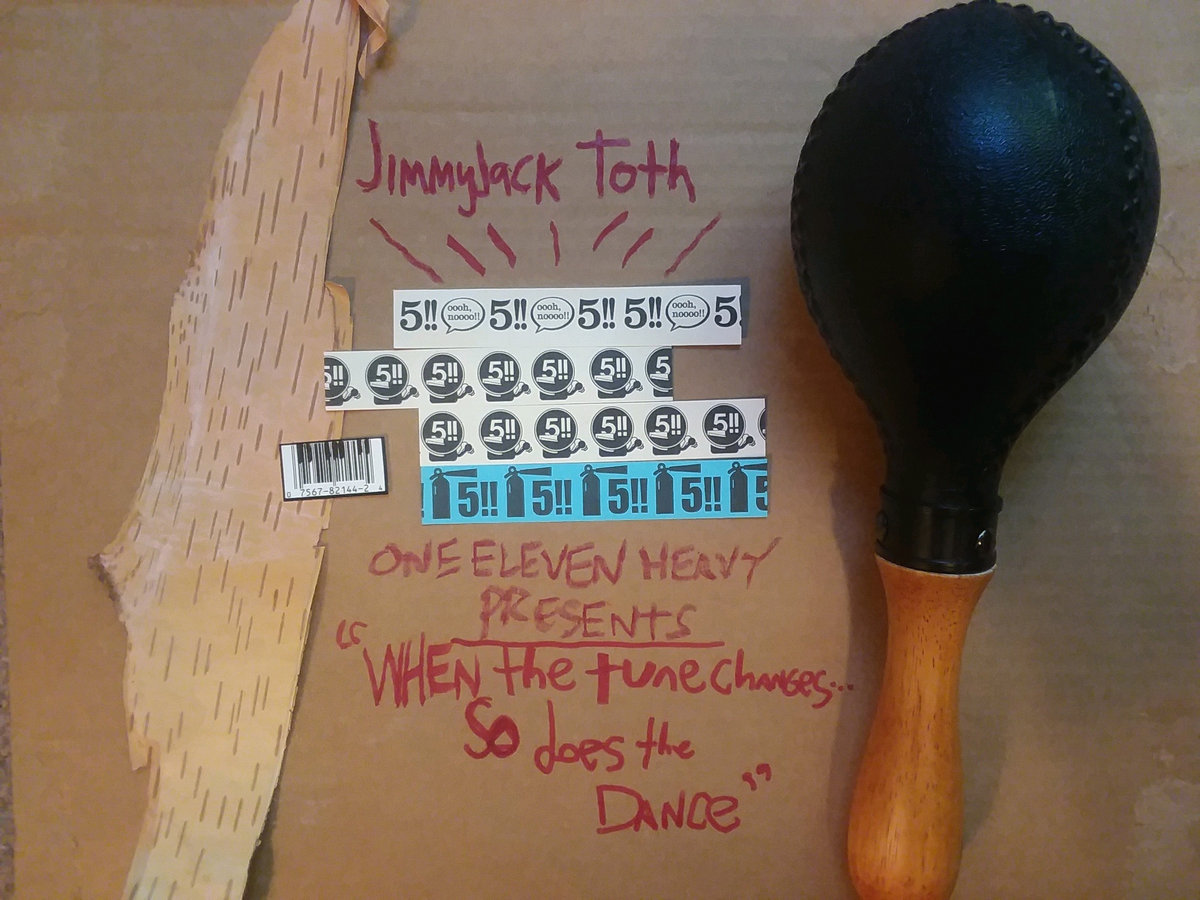 JimmyJack Toth
5!! oooh, noooo!! 5!! oooh, noooo!! 5!! 5!! oooh, noooo!! 5!
5!! 5!! 5!! 5!! 5!! 5!! 5
5!! 5!! 5!! 5!! 5!! 5!!
5!! 5!! 5!! 5!! 5
0 7567-82144-2 4
ONE ELEVEN HEAVY
PRESENTS
"WHEN the tune changes...
So does the
DANCE"